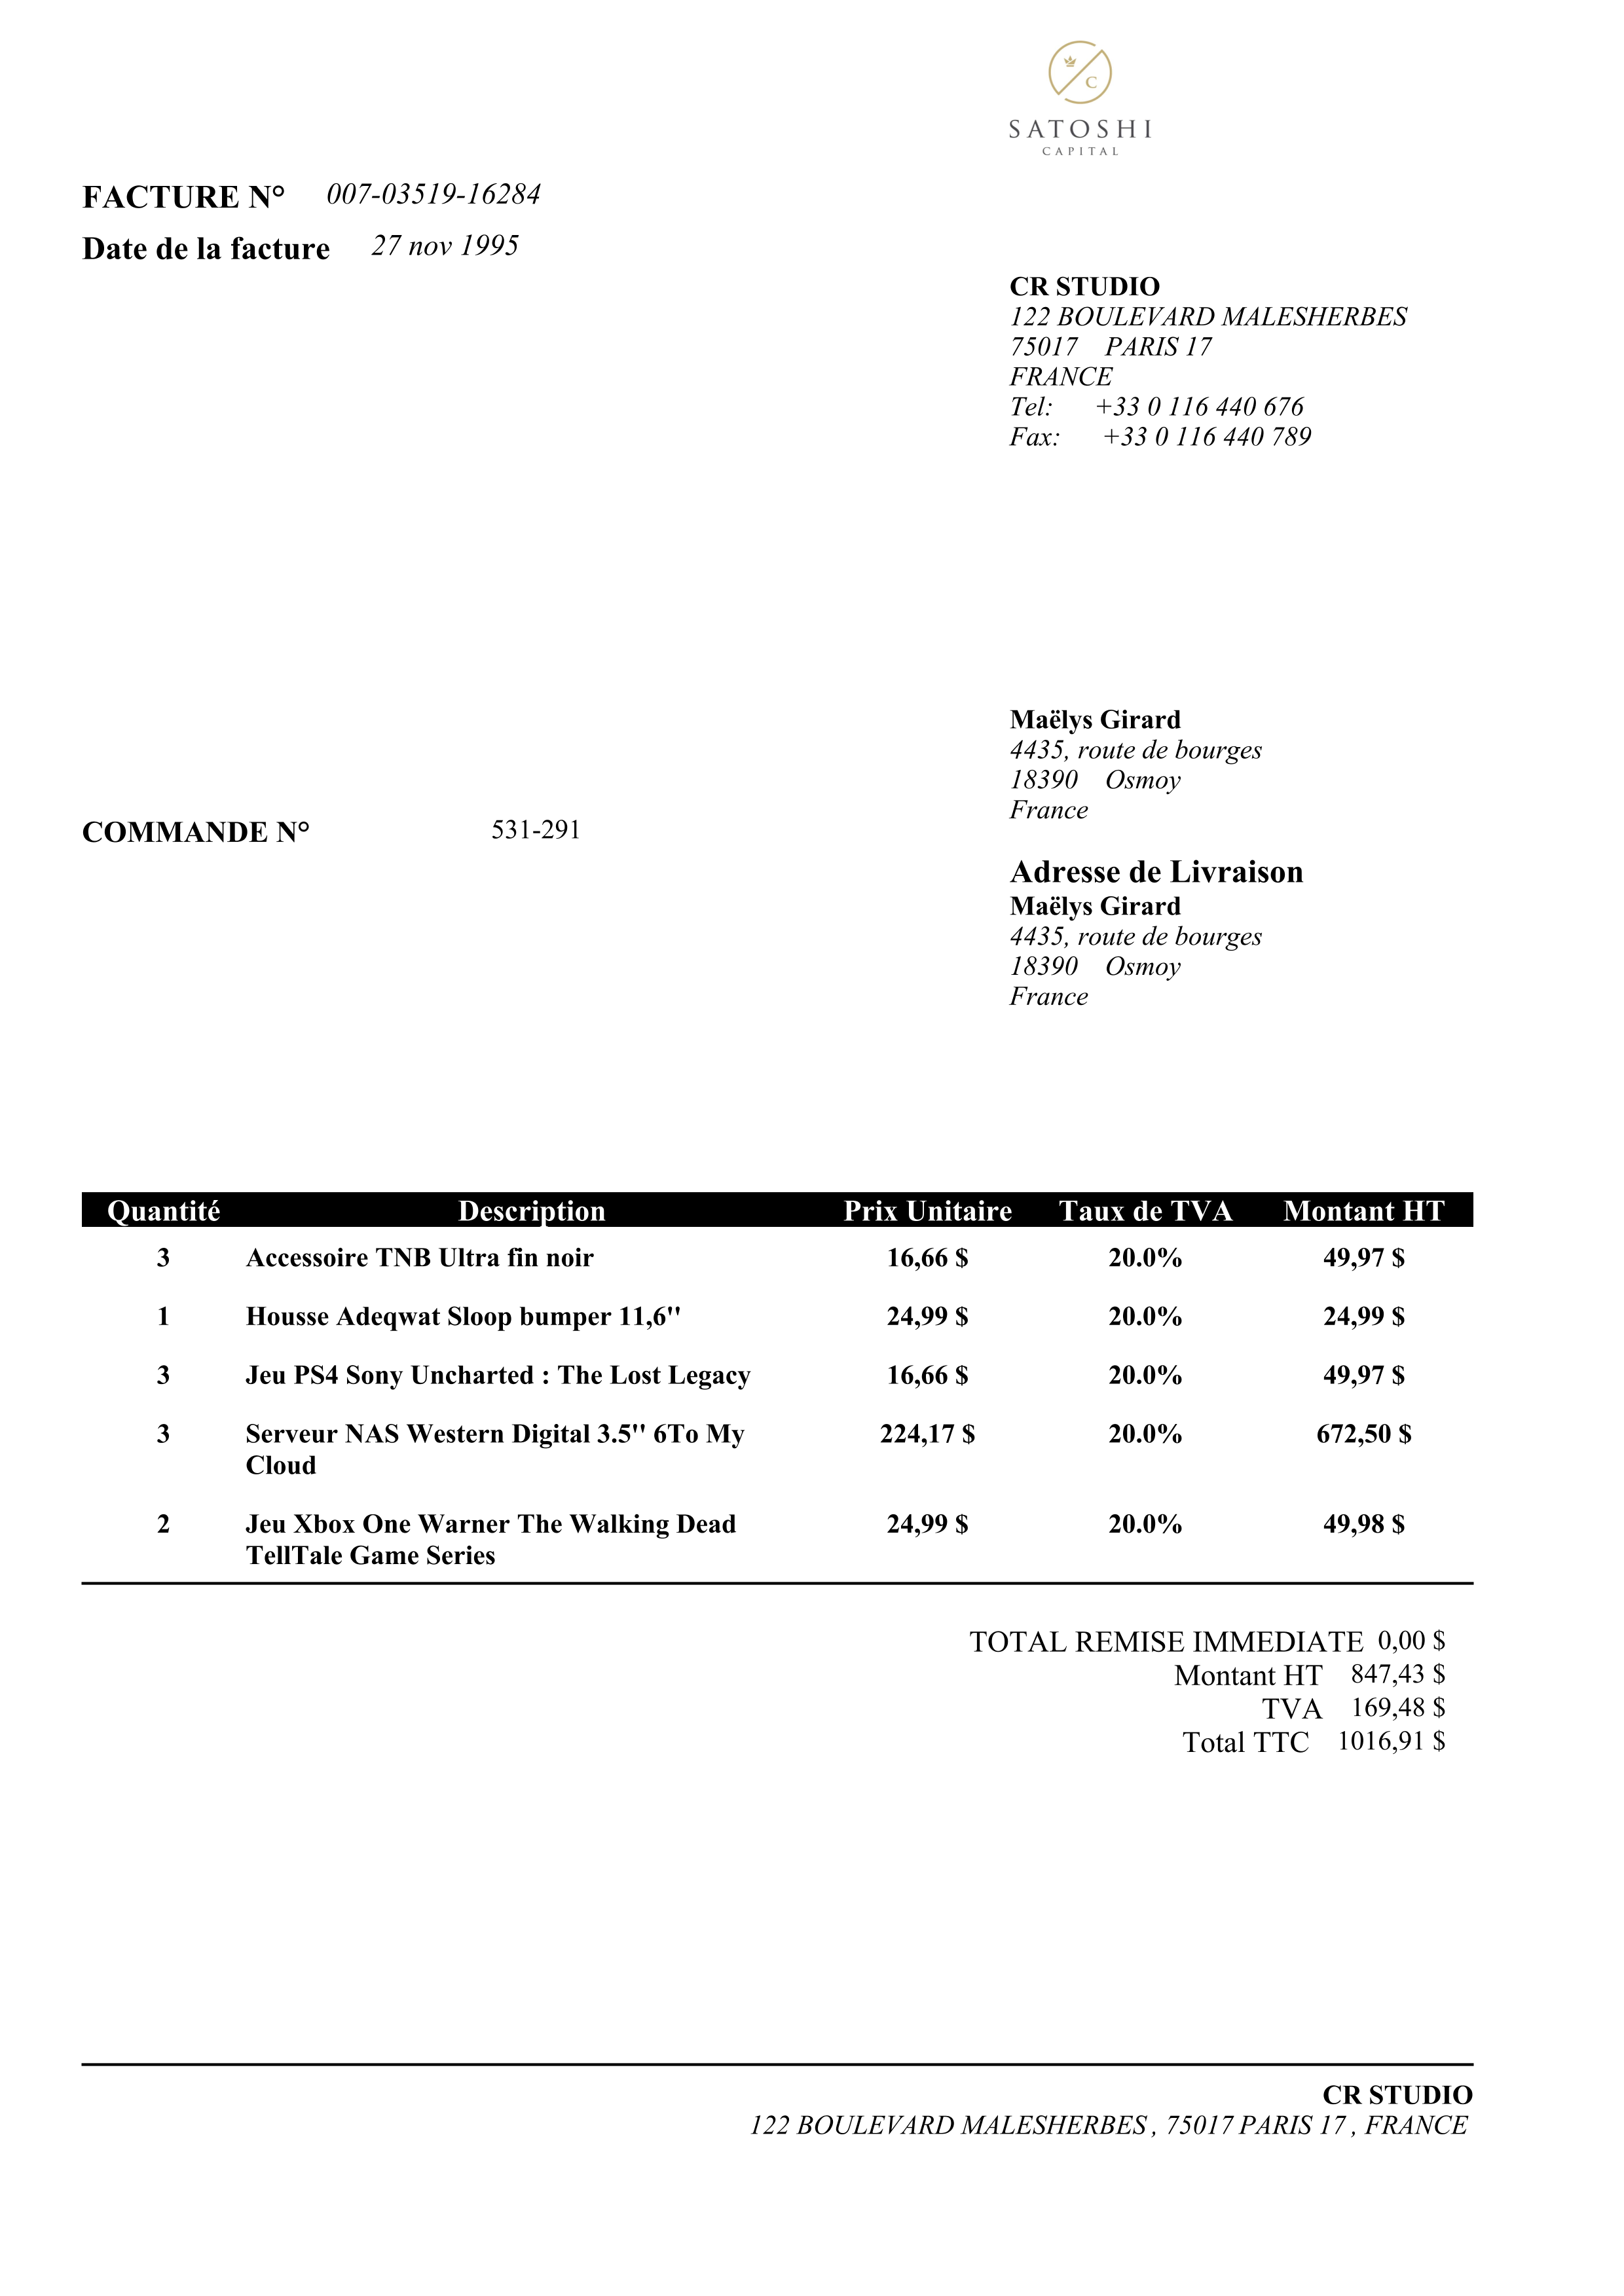 C
SATOSHI
CAPITAL
FACTURE N° 007-03519-16284
Date de la facture 27 nov 1995
CR STUDIO
122 BOULEVARD MALESHERBES
75017 PARIS 17
FRANCE
Tel: +33 0 116 440 676
Fax: +33 0 116 440 789
Maëlys Girard
4435, route de bourges
18390 Osmoy
France
COMMANDE N° 531-291
Adresse de Livraison
Maëlys Girard
4435, route de bourges
18390 Osmoy
France
Quantité Description Prix Unitaire Taux de TVA Montant HT
3 Accessoire TNB Ultra fin noir 16,66 $ 20.0% 49,97 $
1 Housse Adeqwat Sloop bumper 11,6'' 24,99 $ 20.0% 24,99 $
3 Jeu PS4 Sony Uncharted : The Lost Legacy 16,66 $ 20.0% 49,97 $
3 Serveur NAS Western Digital 3.5'' 6To My 224,17 $ 20.0% 672,50 $
Cloud
2 Jeu Xbox One Warner The Walking Dead 24,99 $ 20.0% 49,98 $
TellTale Game Series
TOTAL REMISE IMMEDIATE 0,00 $
Montant HT 847,43 $
TVA 169,48 $
Total TTC 1016,91 $
CR STUDIO
122 BOULEVARD MALESHERBES , 75017 PARIS 17 , FRANCE